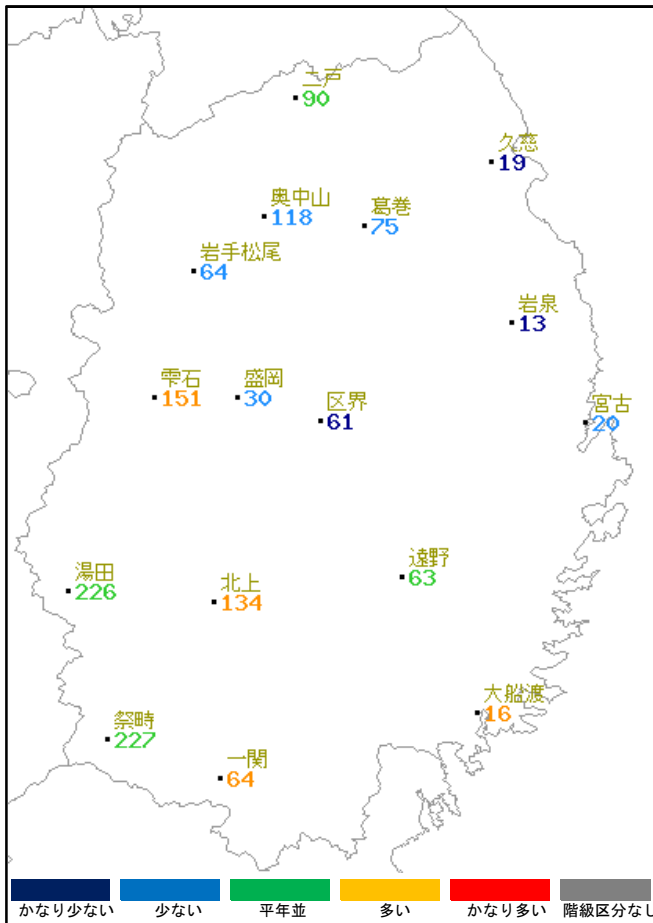 二戸
90
久慈
19
奥中山
118
葛巻
75
岩手松尾
64
岩泉
13
雫石
151
盛岡
30
区界
61
宮古
20
湯田
226
北上
134
遠野
63
大船渡
16
祭畤
227
一関
64
かなり少ない 少ない 平年並 多い かなり多い 階級区分なし